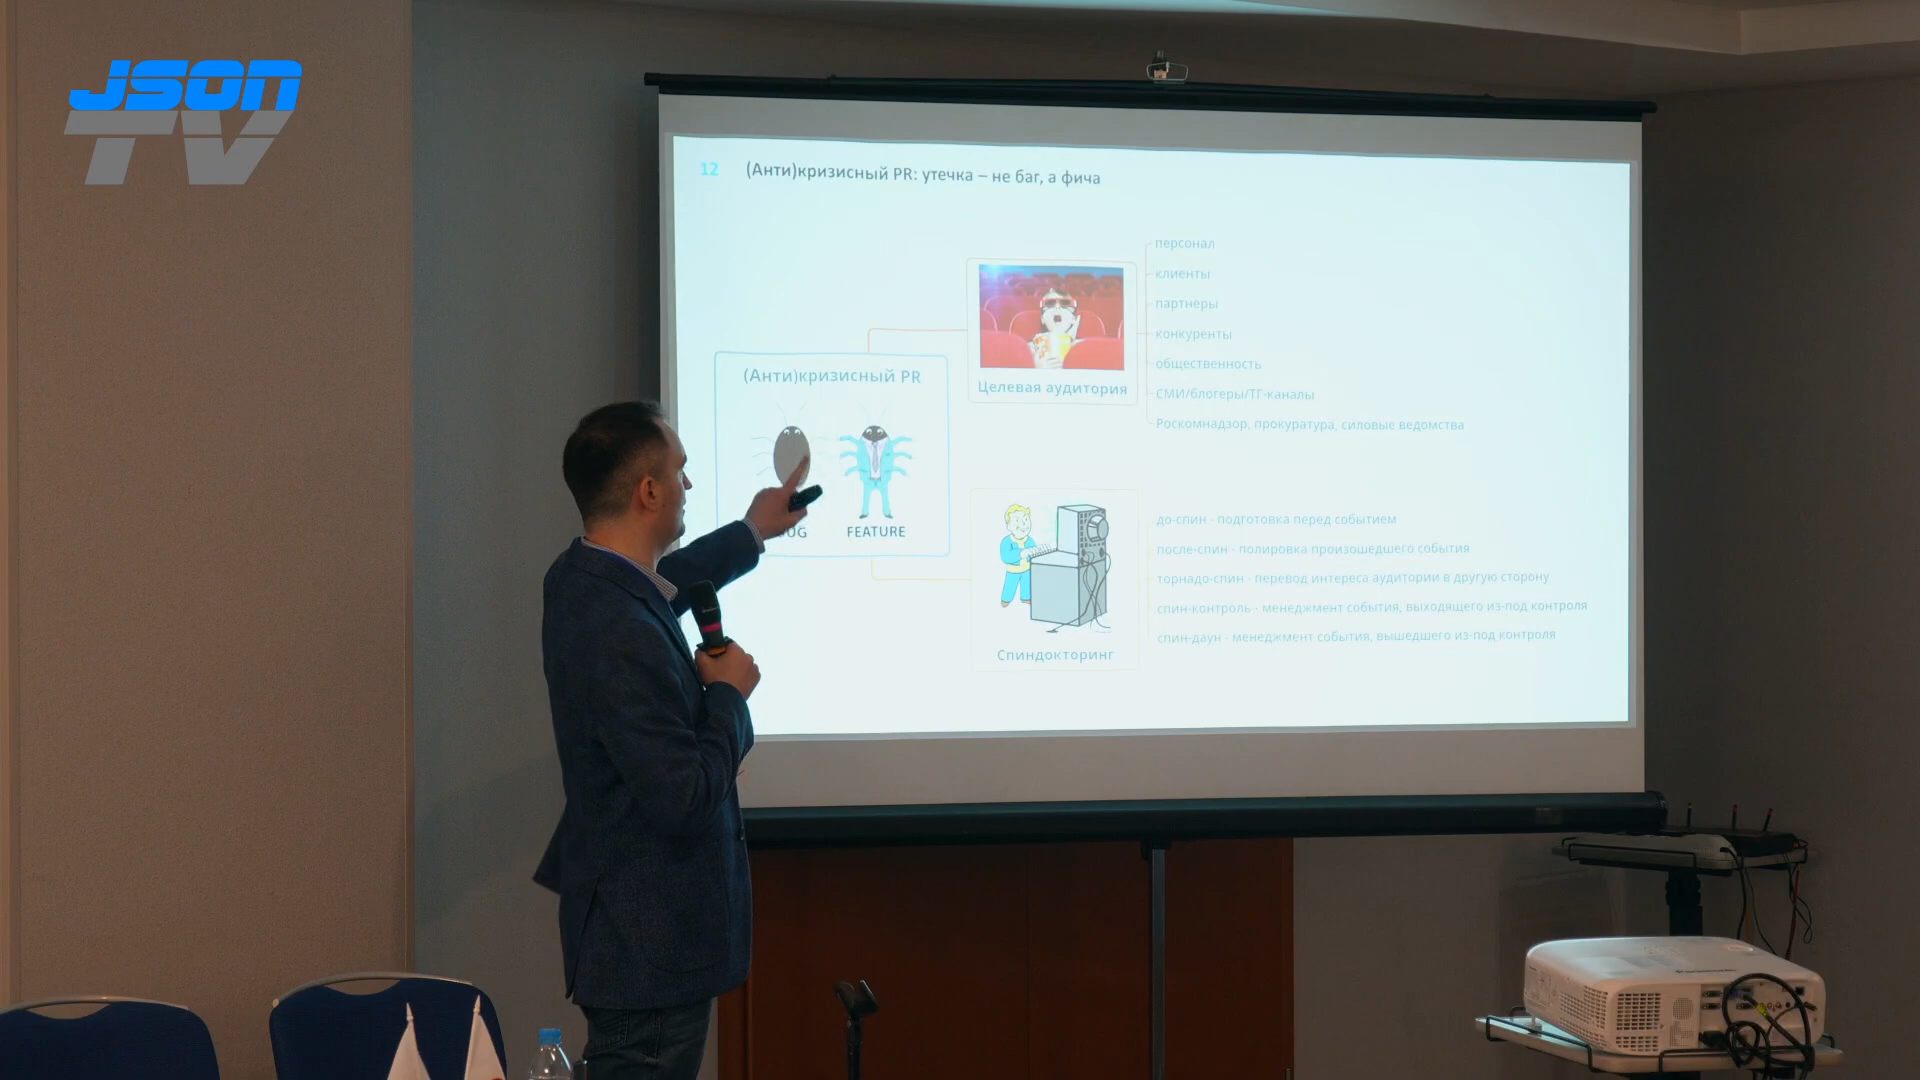 JSON
TV
12 (Анти)кризисный PR: утечка – не баг, а фича
(Анти)кризисный PR
FEATURE
Целевая аудитория
персонал
клиенты
партнеры
конкуренты
общественность
СМИ/блогеры/ТГ-каналы
Роскомнадзор, прокуратура, силовые ведомства
Спиндокторинг
до-спин - подготовка перед событием
после-спин - полировка произошедшего события
торнадо-спин - перевод интереса аудитории в другую сторону
спин-контроль - менеджмент события, выходящего из-под контроля
спин-даун - менеджмент события, вышедшего из-под контроля
Panasonic